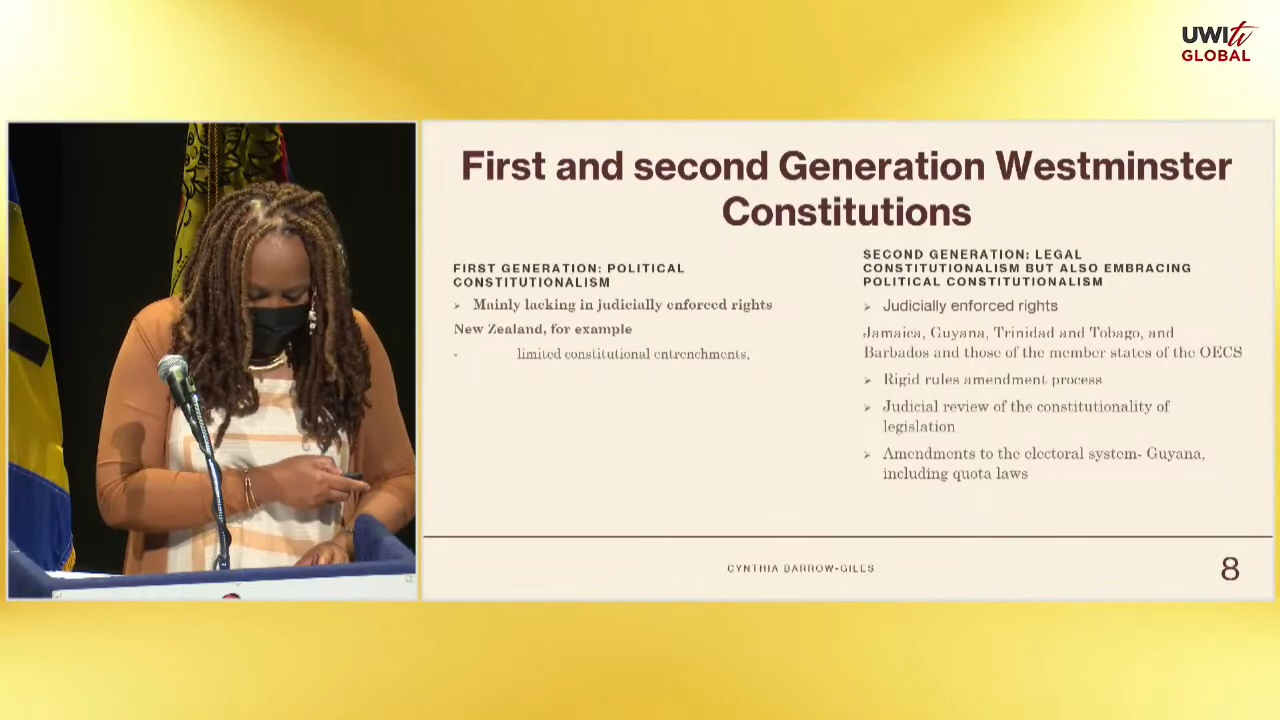 UWItv
GLOBAL
First and second Generation Westminster
Constitutions
FIRST GENERATION: POLITICAL
CONSTITUTIONALISM
➢ Mainly lacking in judicially enforced rights
New Zealand, for example
- limited constitutional entrenchments,
SECOND GENERATION: LEGAL
CONSTITUTIONALISM BUT ALSO EMBRACING
POLITICAL CONSTITUTIONALISM
➢ Judicially enforced rights
Jamaica, Guyana, Trinidad and Tobago, and
Barbados and those of the member states of the OECS
➢ Rigid rules amendment process
➢ Judicial review of the constitutionality of
legislation
➢ Amendments to the electoral system- Guyana,
including quota laws
CYNTHIA BARROW-GILES
8